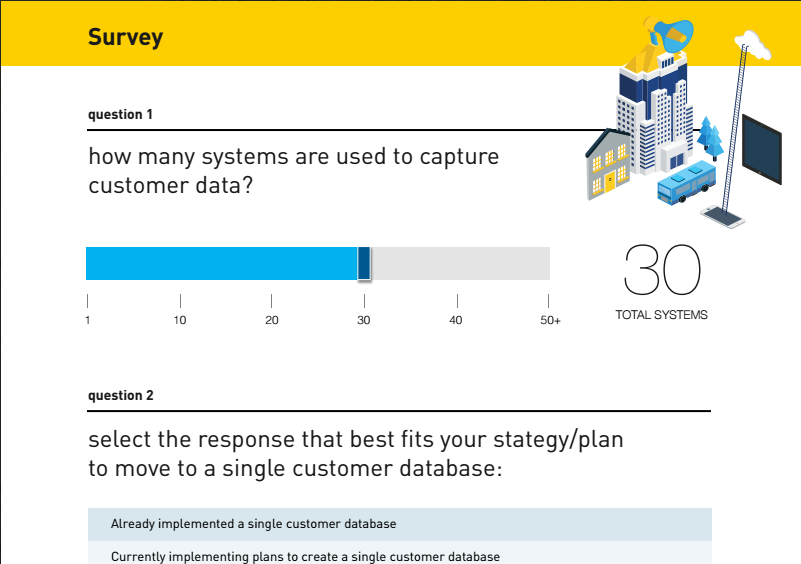 Survey
question 1
how many systems are used to capture
customer data?
30
TOTAL SYSTEMS
1 10 20 30 40 50+
question 2
select the response that best fits your stategy/plan
to move to a single customer database:
Already implemented a single customer database
Currently implementing plans to create a single customer database